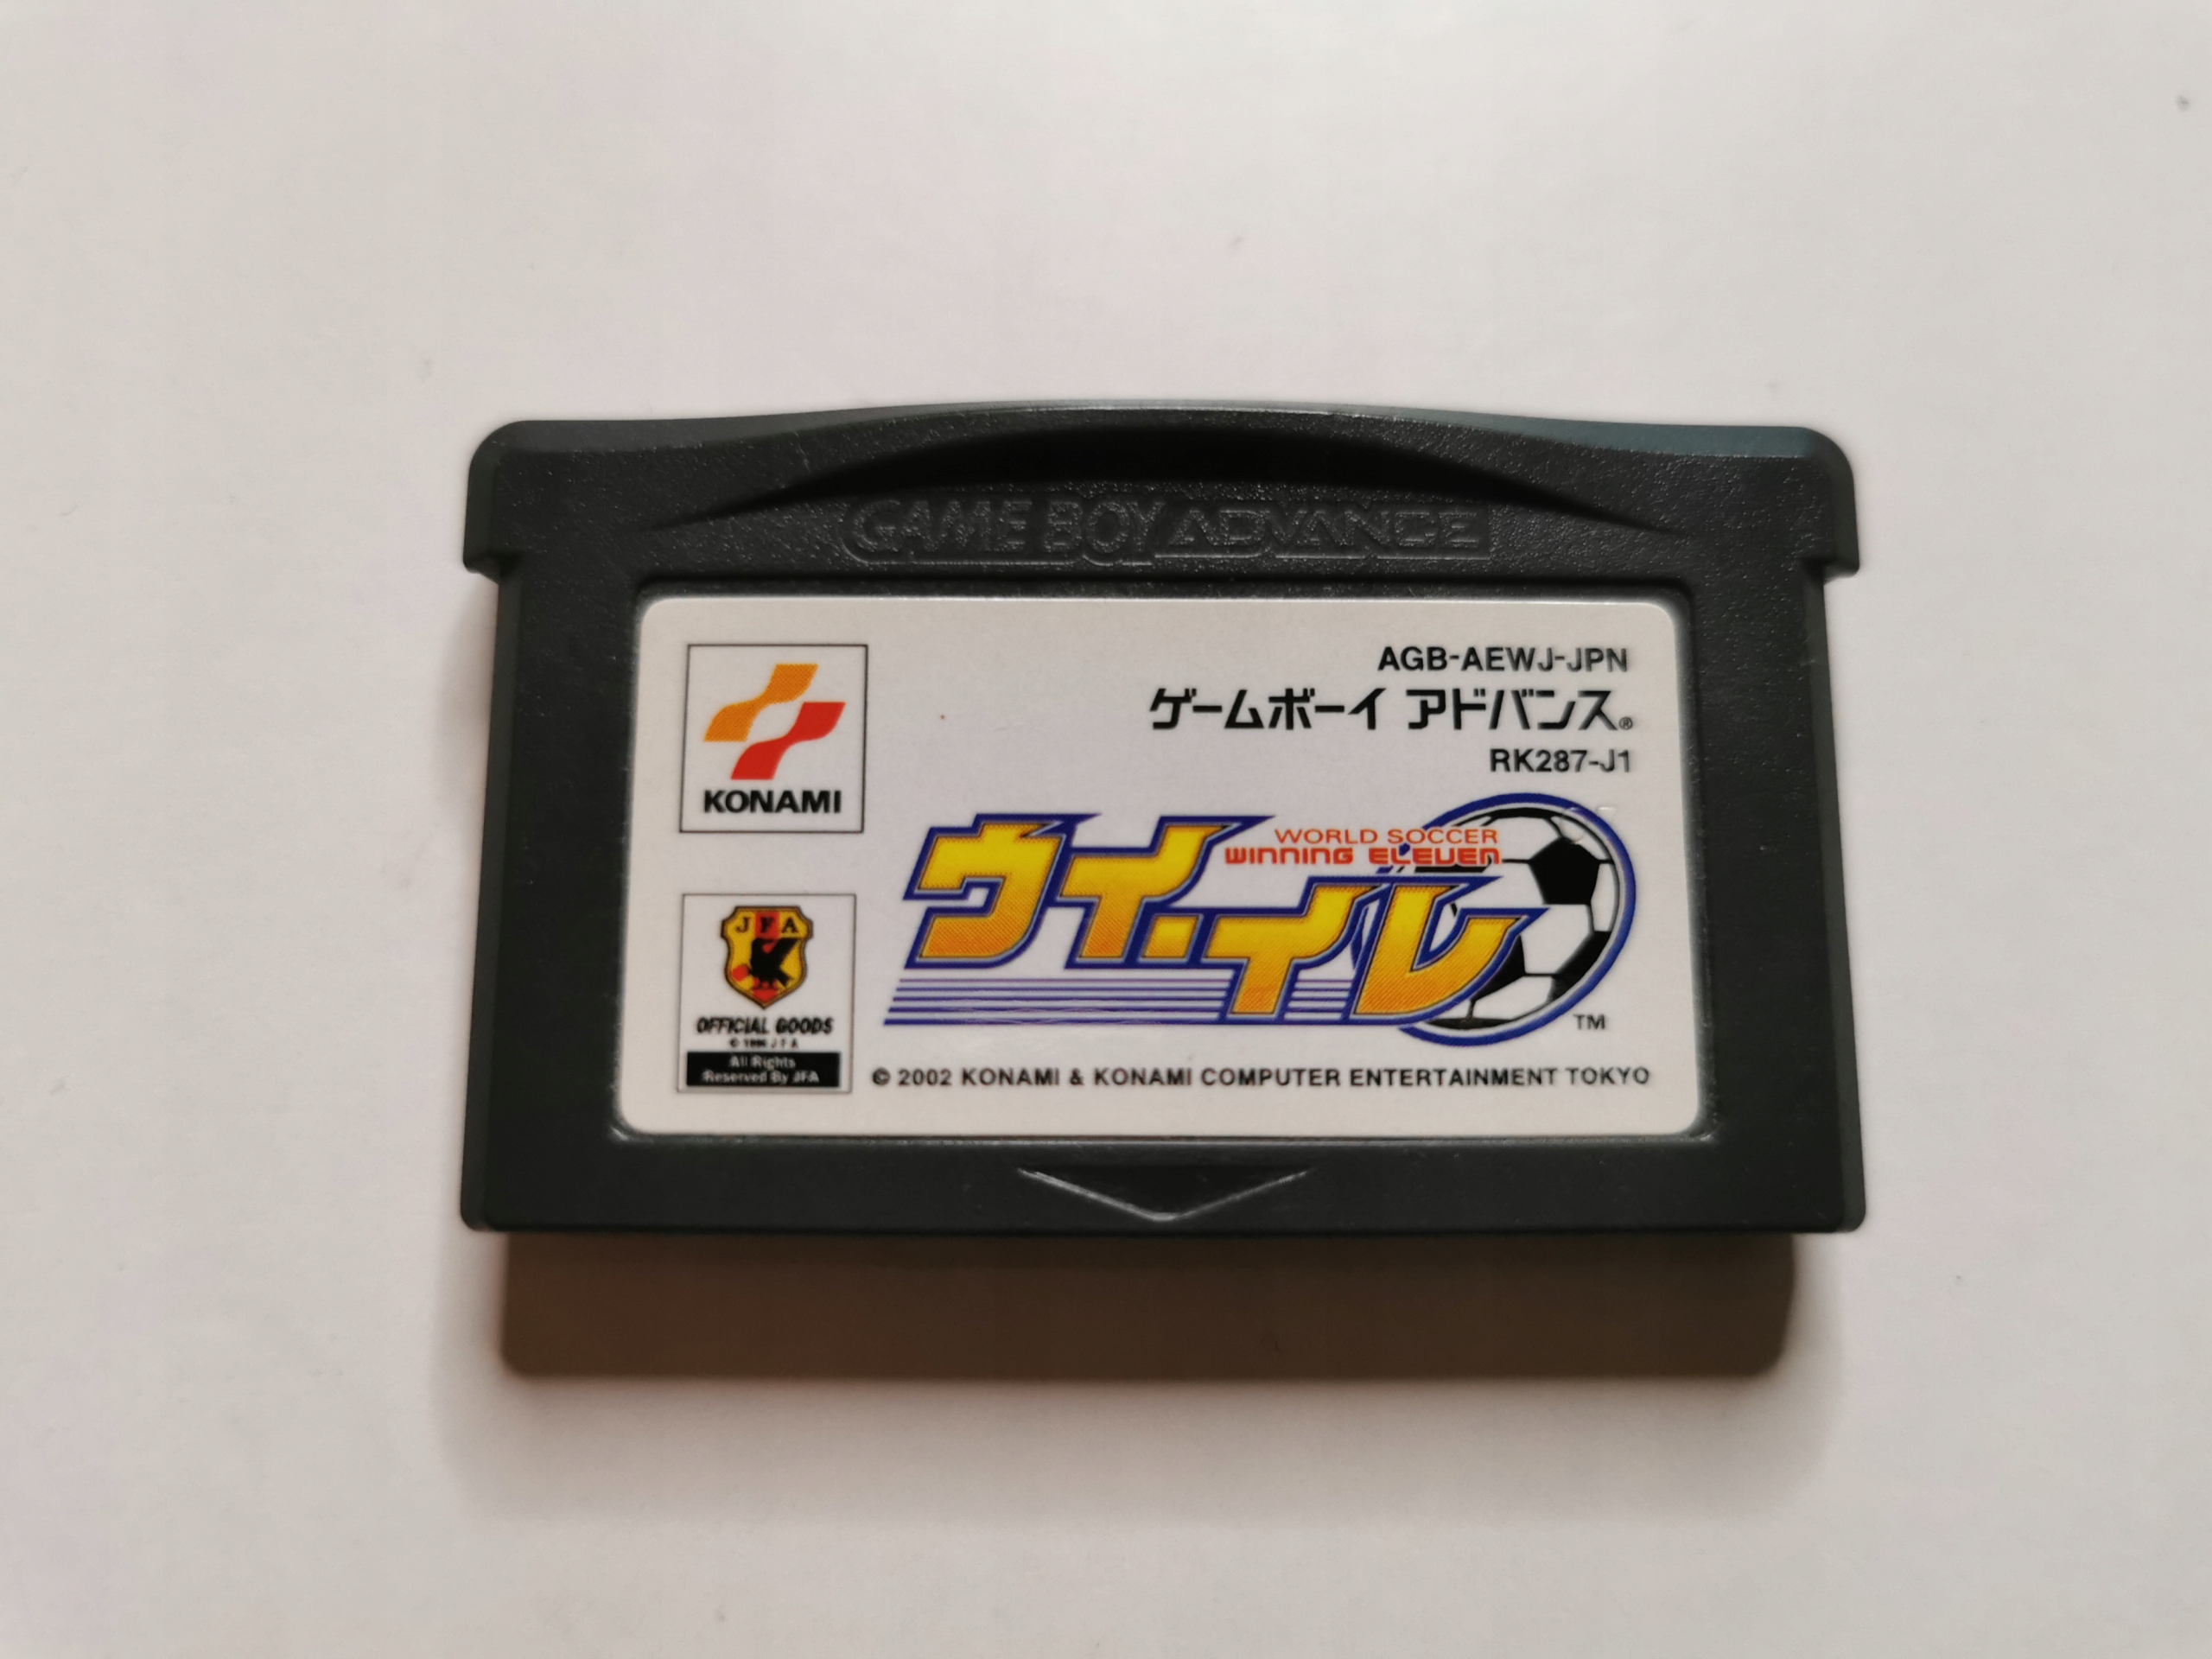 GAME BOY ADVANCE
KONAMI
AGB-AEWJ-JPN
ゲームボーイ アドバンス®
RK287-J1
WORLD SOCCER
WINNING ELEVEN
ウイイレ
TM
JFA
OFFICIAL GOODS
© 1996 J F A
All Rights
Reserved By JFA
© 2002 KONAMI & KONAMI COMPUTER ENTERTAINMENT TOKYO